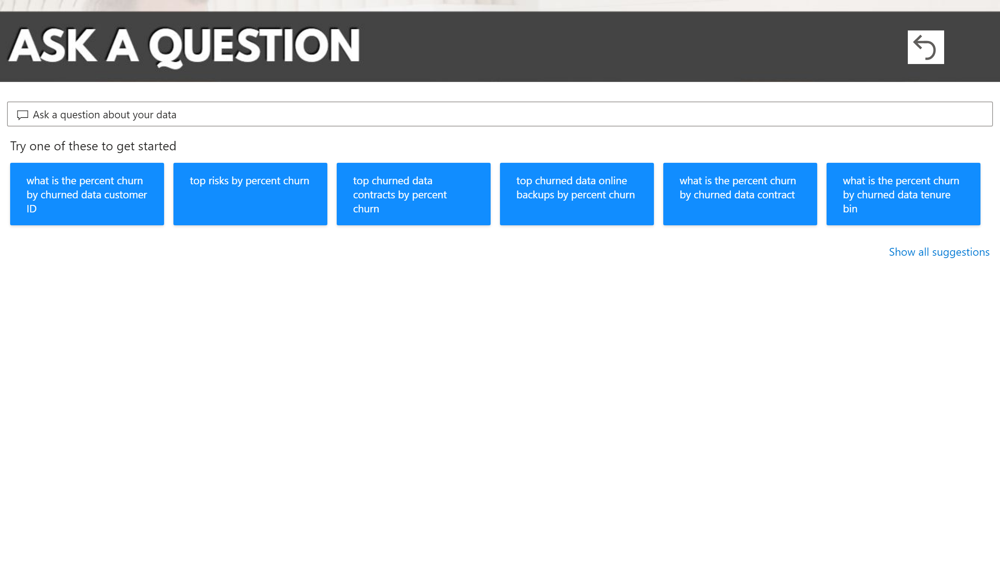 ASK A QUESTION
Ask a question about your data
Try one of these to get started
what is the percent churn
by churned data customer
ID
top risks by percent churn
top churned data
contracts by percent
churn
top churned data online
backups by percent churn
what is the percent churn
by churned data contract
what is the percent churn
by churned data tenure
bin
Show all suggestions